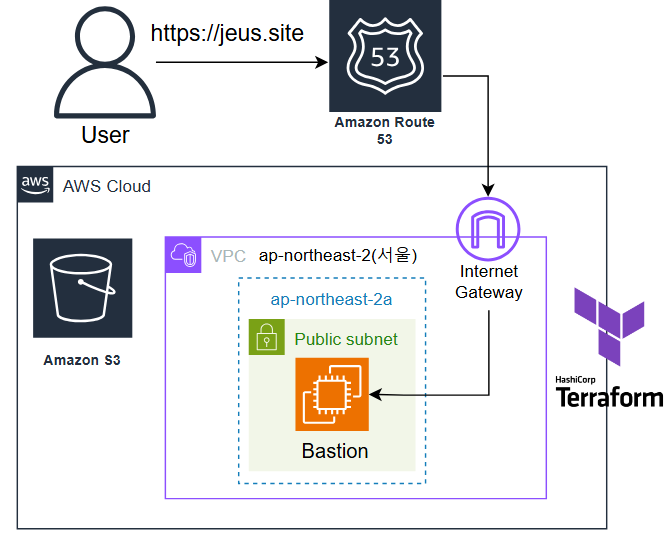 https://jeus.site
53
User
Amazon Route
53
aws
AWS Cloud
VPC
ap-northeast-2(서울)
Internet
Gateway
ap-northeast-2a
Public subnet
Amazon S3
HashiCorp
Terraform
Bastion